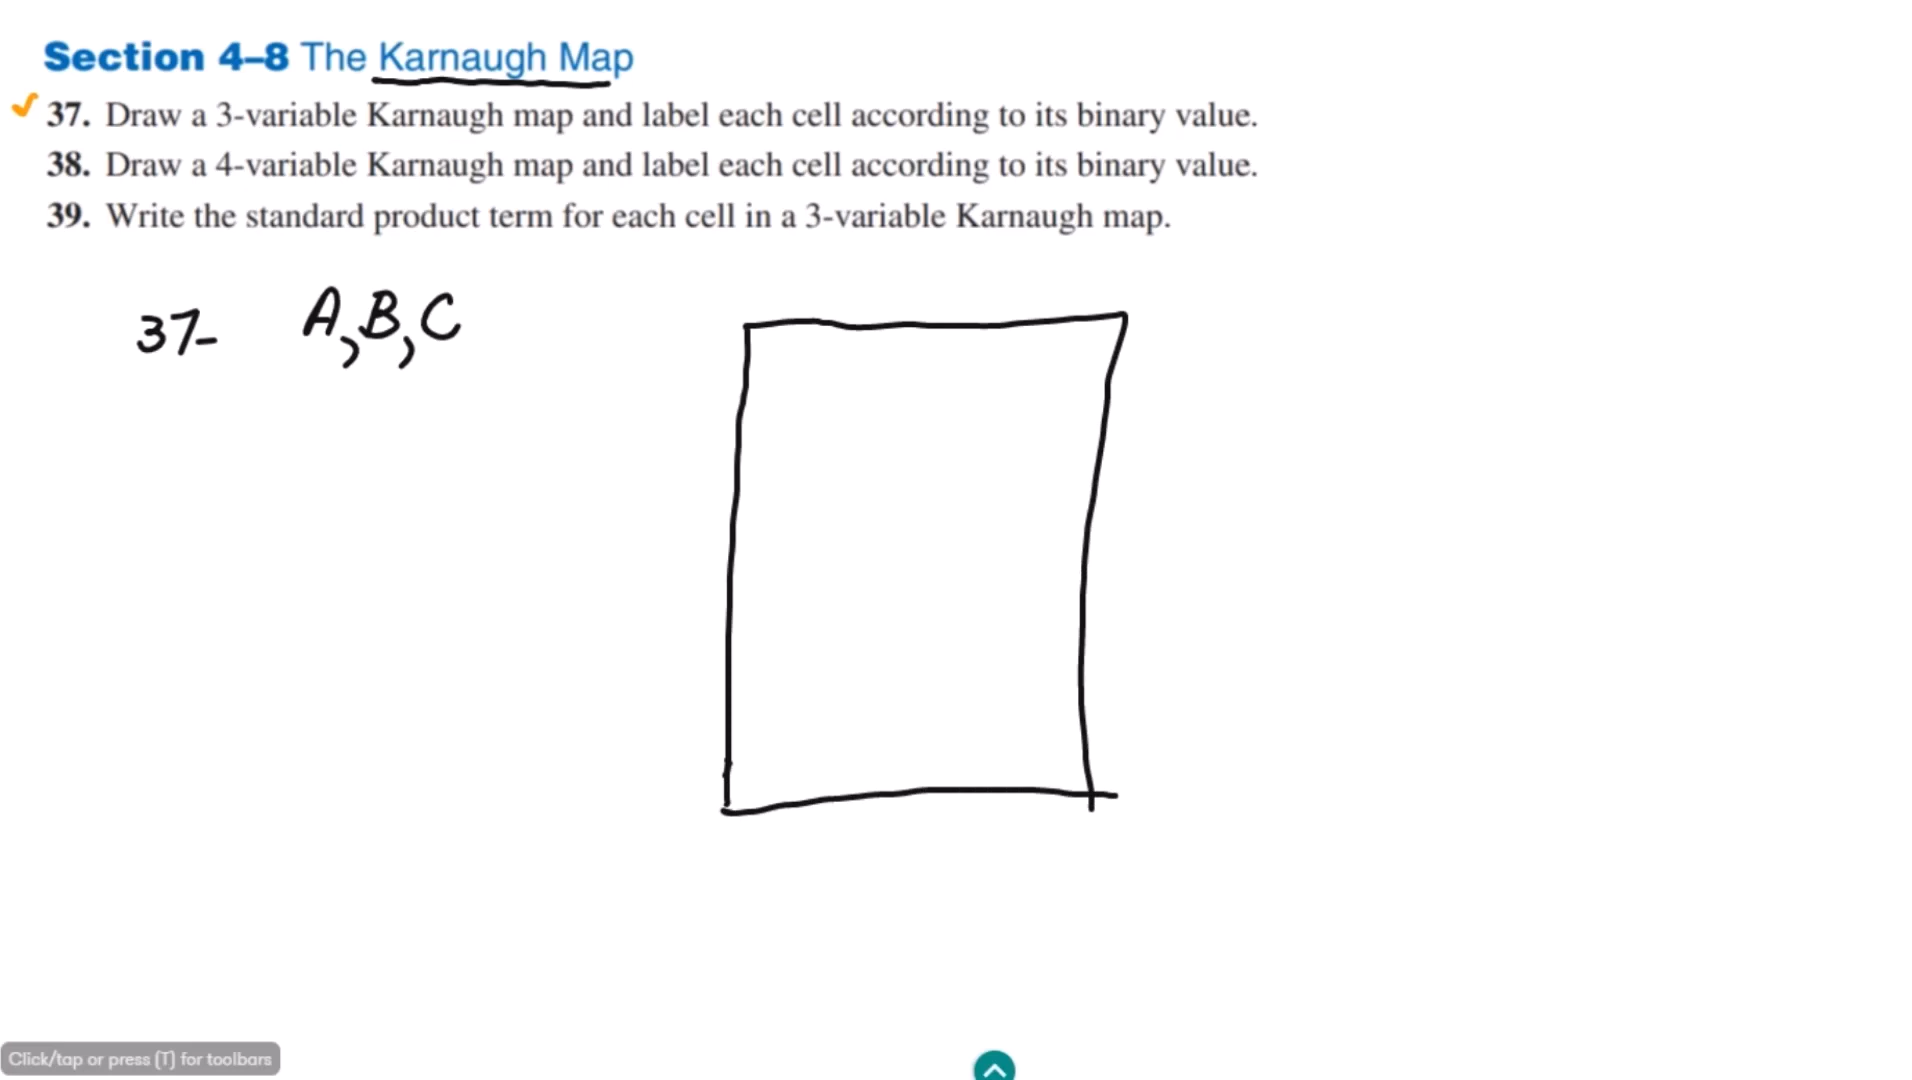 Section 4–8 The Karnaugh Map
37. Draw a 3-variable Karnaugh map and label each cell according to its binary value.
38. Draw a 4-variable Karnaugh map and label each cell according to its binary value.
39. Write the standard product term for each cell in a 3-variable Karnaugh map.
37- A,B,C
Click/tap or press (T) for toolbars